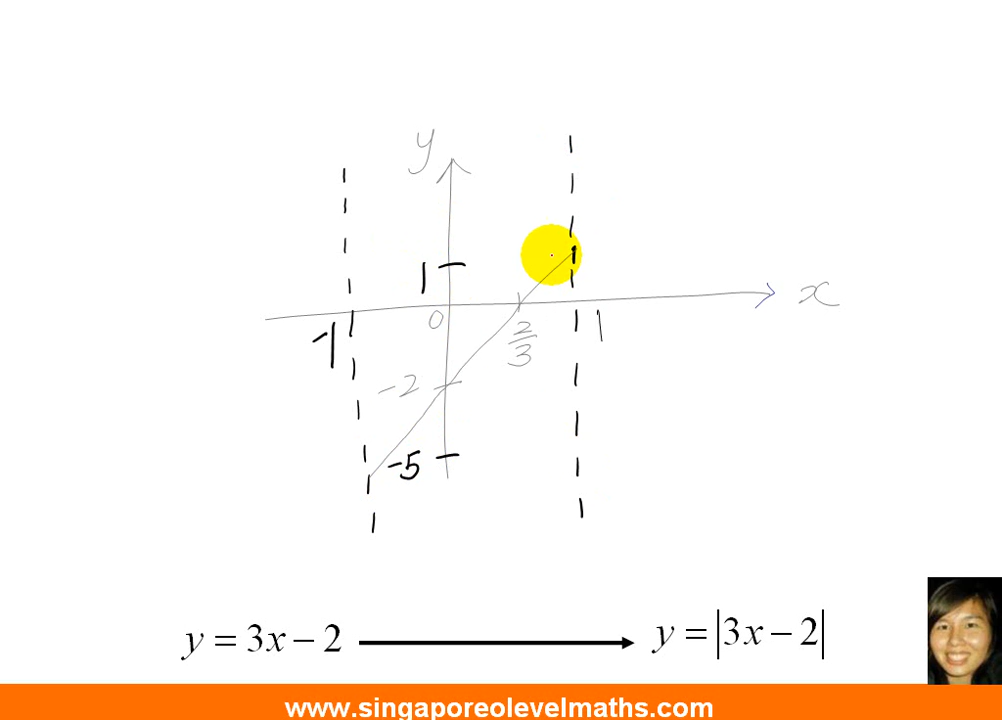 y
1
x
0
-1
2/3
1
-2
-5
y = 3x − 2
y = |3x − 2|
www.singaporeolevelmaths.com